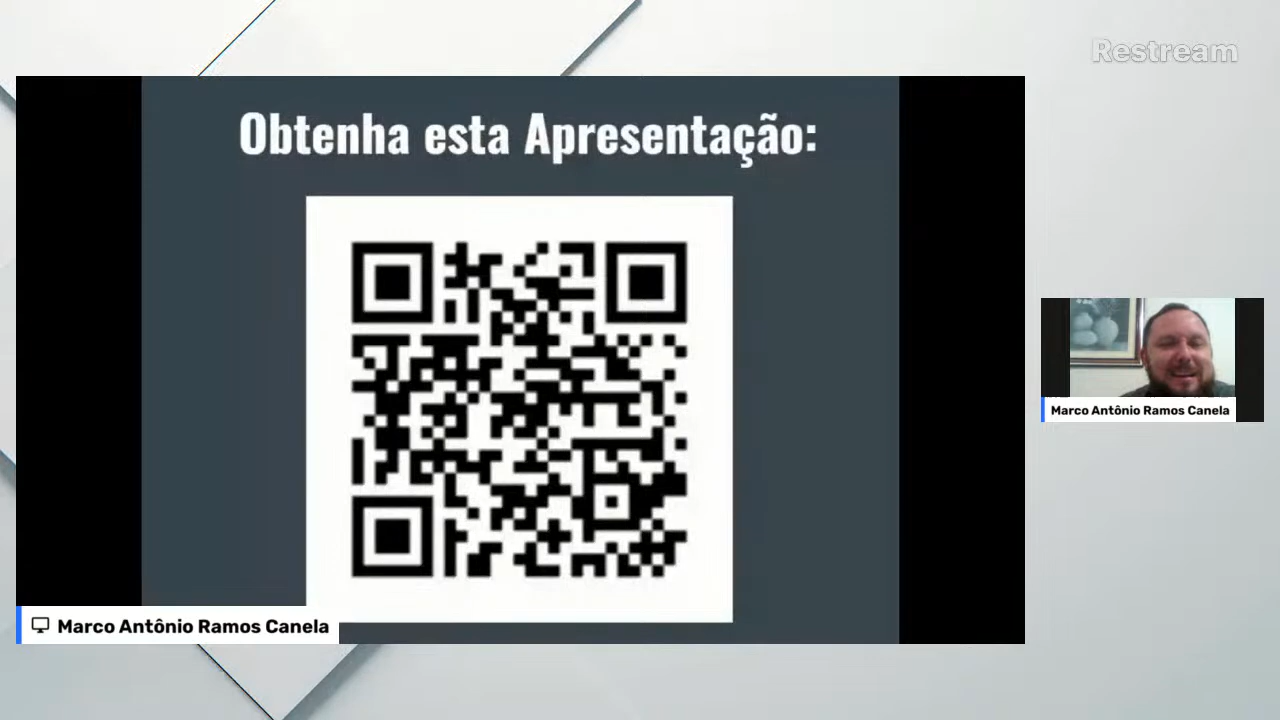 Restream
Obtenha esta Apresentação:
Marco Antônio Ramos Canela
Marco Antônio Ramos Canela